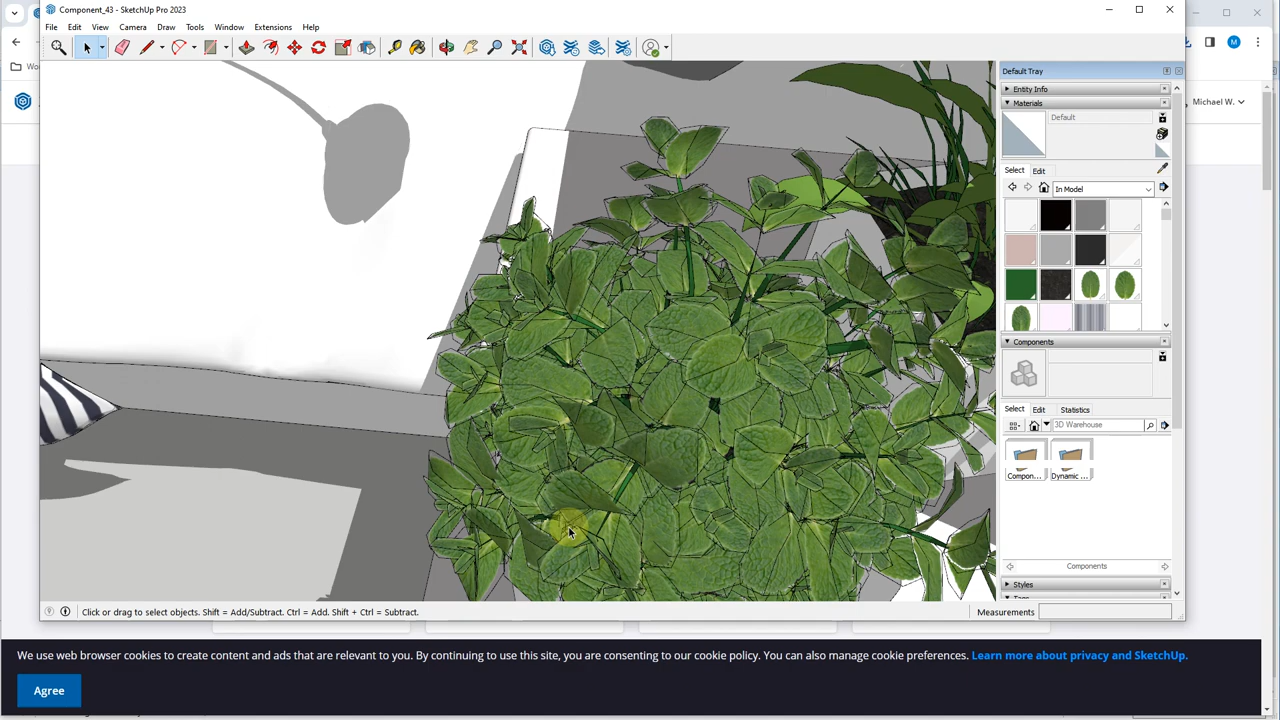 Component_43 - SketchUp Pro 2023
File Edit View Camera Draw Tools Window Extensions Help
Michael W.
Default Tray
Entity Info
Materials
Default
Select Edit
In Model
Components
Select Edit Statistics
3D Warehouse
Compon... Dynamic ...
Components
Styles
Click or drag to select objects. Shift = Add/Subtract. Ctrl = Add. Shift + Ctrl = Subtract.
Measurements
We use web browser cookies to create content and ads that are relevant to you. By continuing to use this site, you are consenting to our cookie policy. You can also manage cookie preferences. Learn more about privacy and SketchUp.
Agree